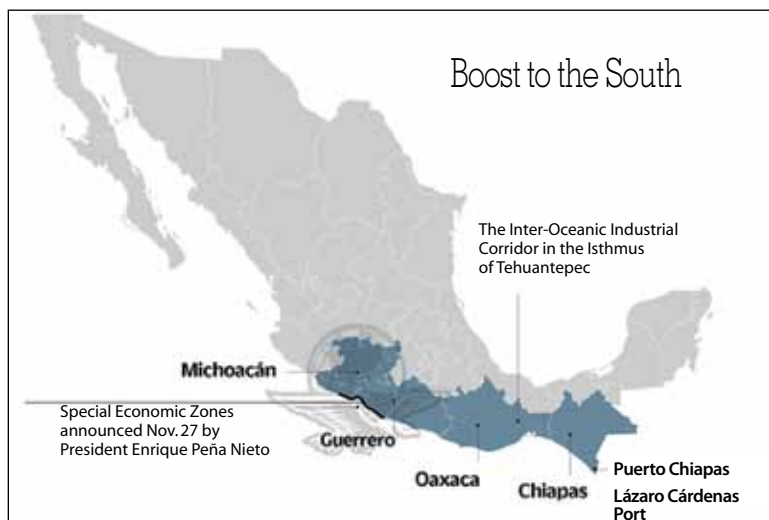 Boost to the South
The Inter-Oceanic Industrial
Corridor in the Isthmus
of Tehuantepec
Michoacán
Special Economic Zones
announced Nov. 27 by
President Enrique Peña Nieto
Guerrero
Oaxaca
Chiapas
Puerto Chiapas
Lázaro Cárdenas
Port